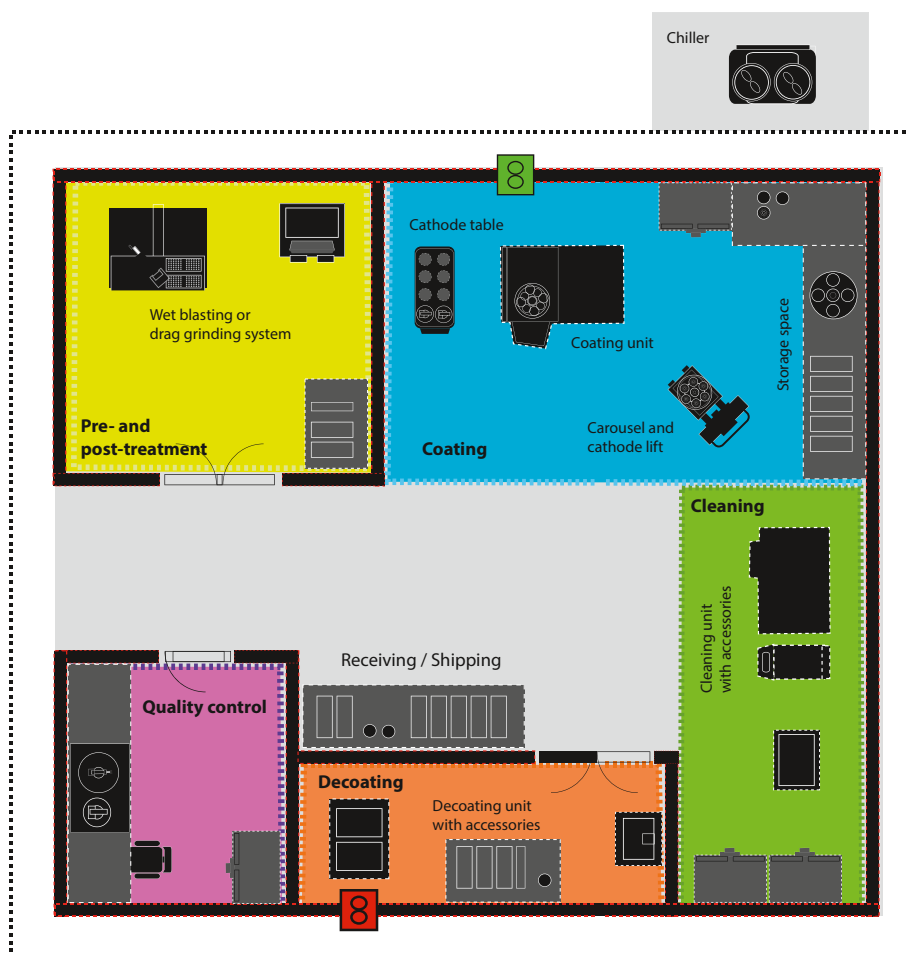 Chiller
Cathode table
Wet blasting or
drag grinding system
Coating unit
Storage space
Pre- and
post-treatment
Carousel and
cathode lift
Coating
Cleaning
Cleaning unit
with accessories
Receiving / Shipping
Quality control
Decoating
Decoating unit
with accessories